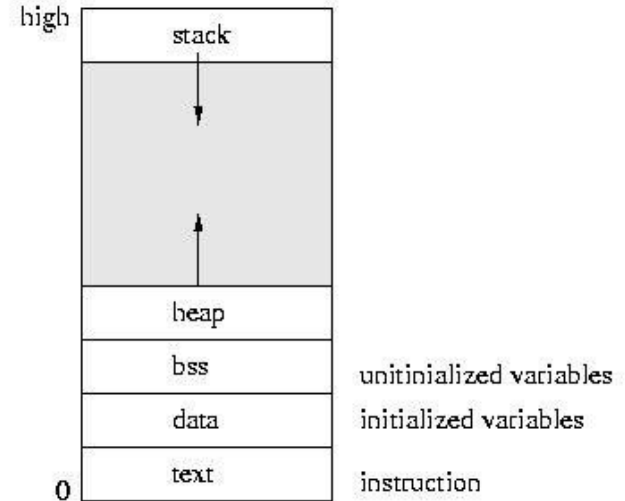 high
stack
heap
bss
unitinialized variables
data
initialized variables
text
instruction
0